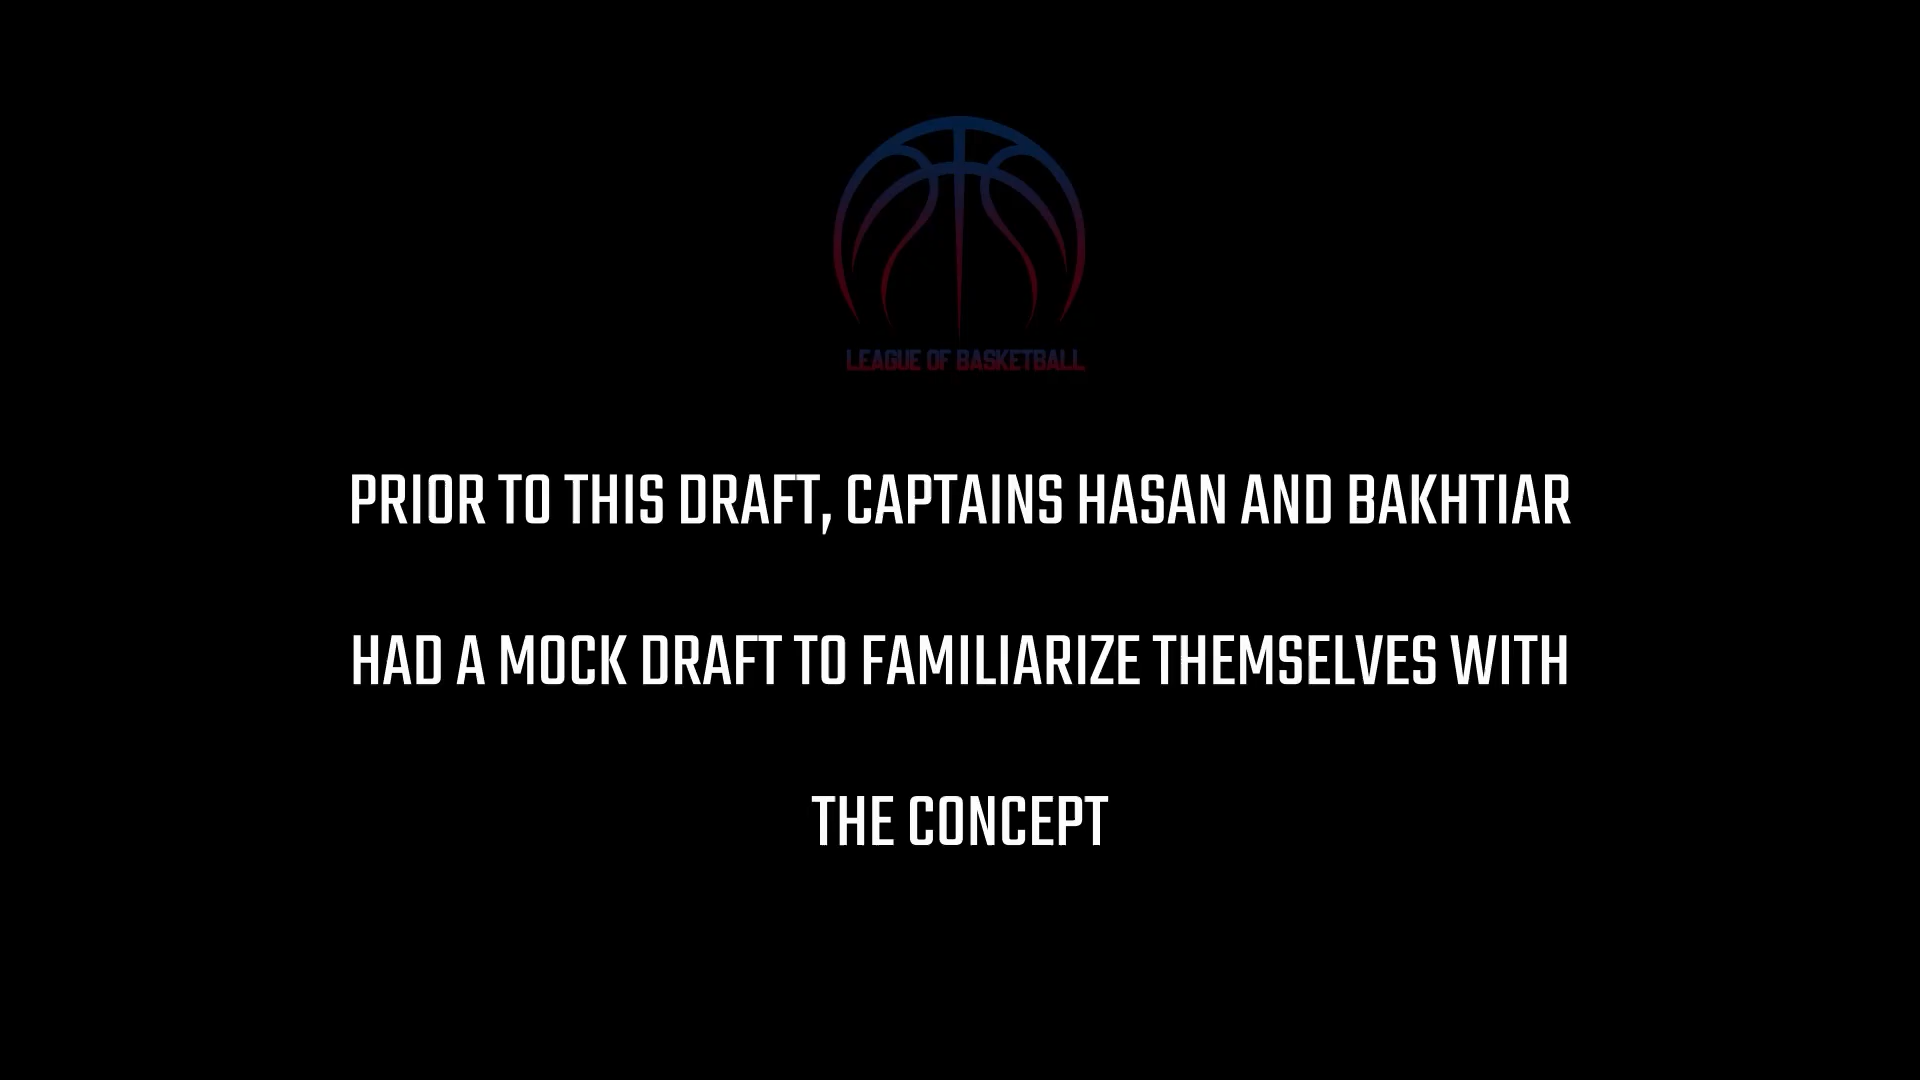 LEAGUE OF BASKETBALL
PRIOR TO THIS DRAFT, CAPTAINS HASAN AND BAKHTIAR
HAD A MOCK DRAFT TO FAMILIARIZE THEMSELVES WITH
THE CONCEPT